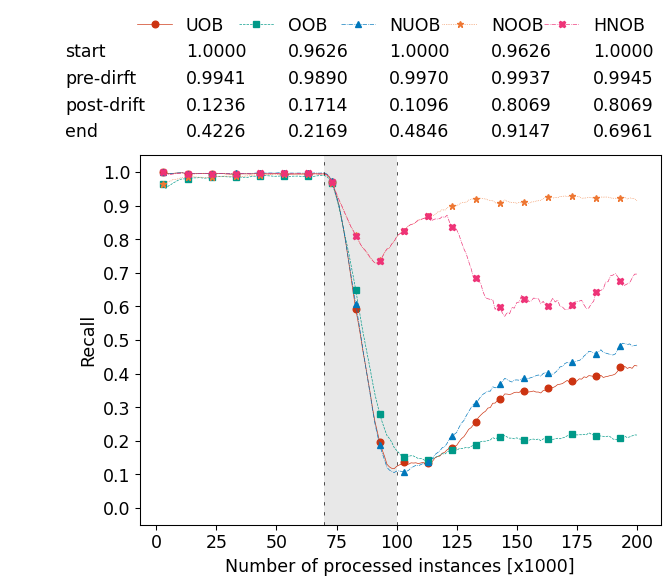 UOB OOB NUOB NOOB HNOB
start 1.0000 0.9626 1.0000 0.9626 1.0000
pre-dirft 0.9941 0.9890 0.9970 0.9937 0.9945
post-drift 0.1236 0.1714 0.1096 0.8069 0.8069
end 0.4226 0.2169 0.4846 0.9147 0.6961
1.0
0.9
0.8
0.7
0.6
0.5
0.4
0.3
0.2
0.1
0.0
Recall
0 25 50 75 100 125 150 175 200
Number of processed instances [x1000]